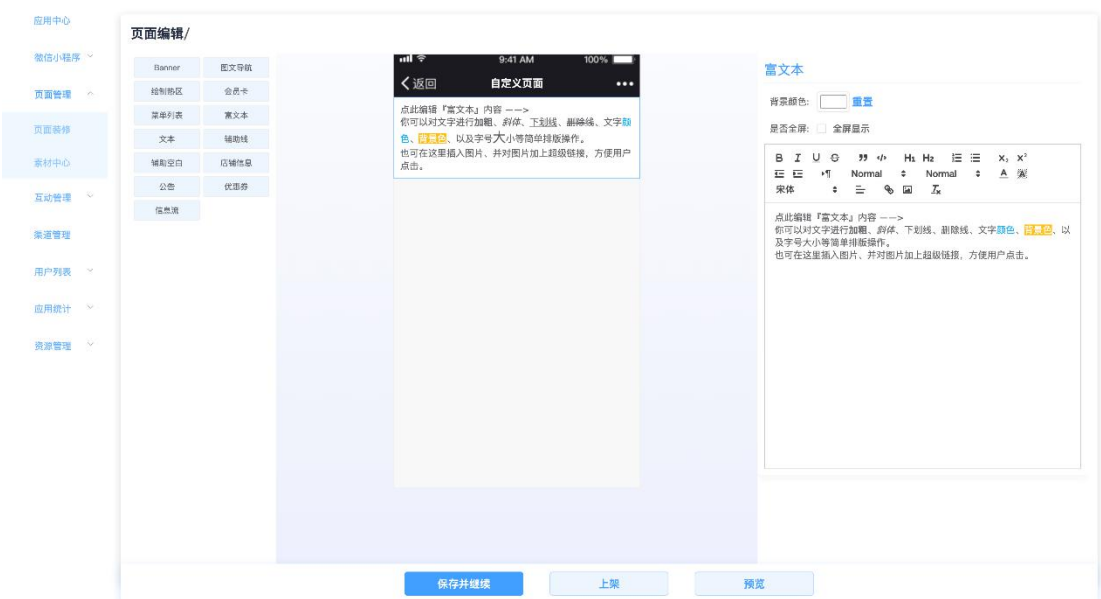 应用中心
微信小程序
页面管理
页面装修
素材中心
互动管理
渠道管理
用户列表
应用统计
资源管理
页面编辑/
Banner 图文导航
绘制热区 会员卡
菜单列表 富文本
文本 辅助线
辅助空白 店铺信息
公告 优惠券
信息流
9:41 AM 100%
返回 自定义页面
点此编辑『富文本』内容 ——>
你可以对文字进行加粗、斜体、下划线、删除线、文字颜
色、背景色、以及字号大小等简单排版操作。
也可在这里插入图片、并对图片加上超级链接,方便用户
点击。
富文本
背景颜色: 重置
是否全屏: 全屏显示
B I U S H1 H2 X2 X2
Normal Normal A
宋体
点此编辑『富文本』内容 ——>
你可以对文字进行加粗、斜体、下划线、删除线、文字颜色、背景色、以
及字号大小等简单排版操作。
也可在这里插入图片、并对图片加上超级链接,方便用户点击。
保存并继续 上架 预览